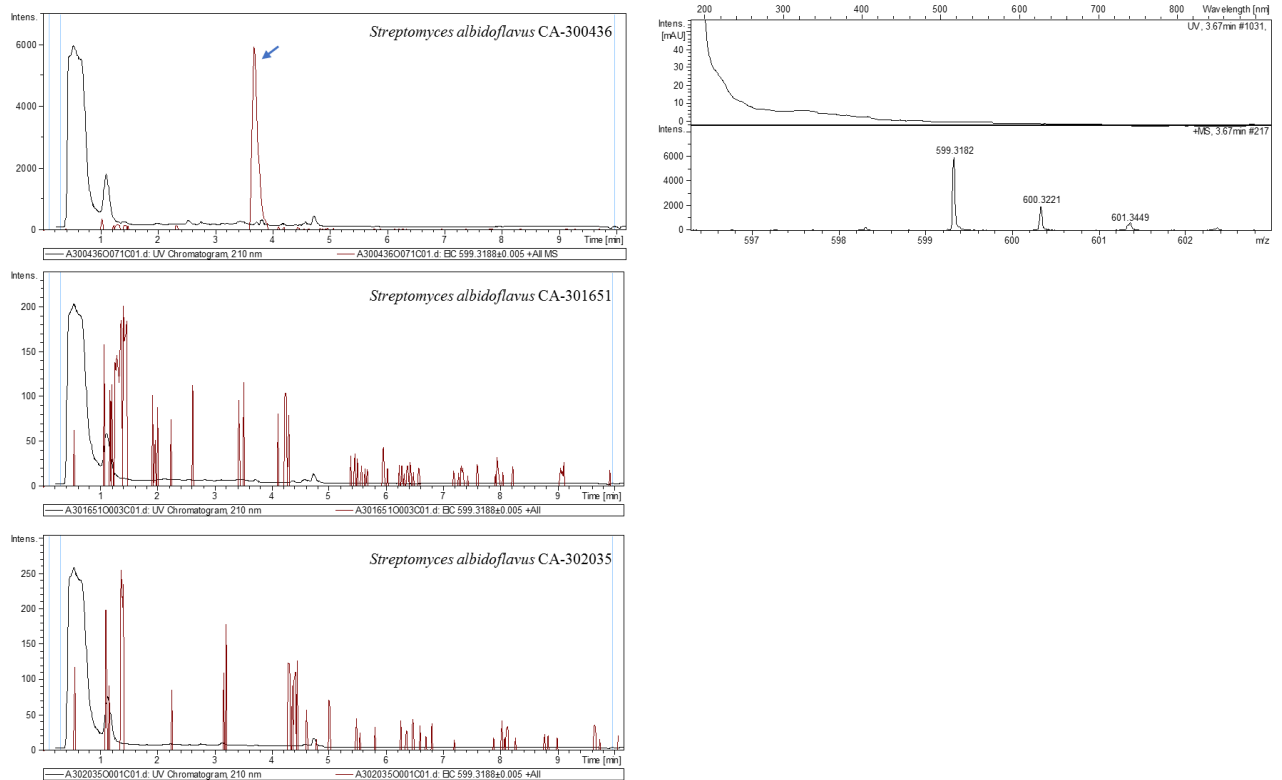 Intens.
Streptomyces albidoflavus CA-300436
6000
4000
2000
0
1 2 3 4 5 6 7 8 9 Time [min]
A300436O071C01.d: UV Chromatogram, 210 nm A300436O071C01.d: EIC 599.3188±0.005 +All MS
200 300 400 500 600 700 800 Wavelength [nm]
Intens.
[mAU]
UV, 3.67min #1031,
40
30
20
10
0
Intens.
+MS, 3.67min #217
599.3182
6000
4000
600.3221
2000
601.3449
0
597 598 599 600 601 602 m/z
Intens.
Streptomyces albidoflavus CA-301651
200
150
100
50
0
1 2 3 4 5 6 7 8 9 Time [min]
A301651O003C01.d: UV Chromatogram, 210 nm A301651O003C01.d: EIC 599.3188±0.005 +All
Intens.
Streptomyces albidoflavus CA-302035
250
200
150
100
50
0
1 2 3 4 5 6 7 8 9 Time [min]
A302035O001C01.d: UV Chromatogram, 210 nm A302035O001C01.d: EIC 599.3188±0.005 +All